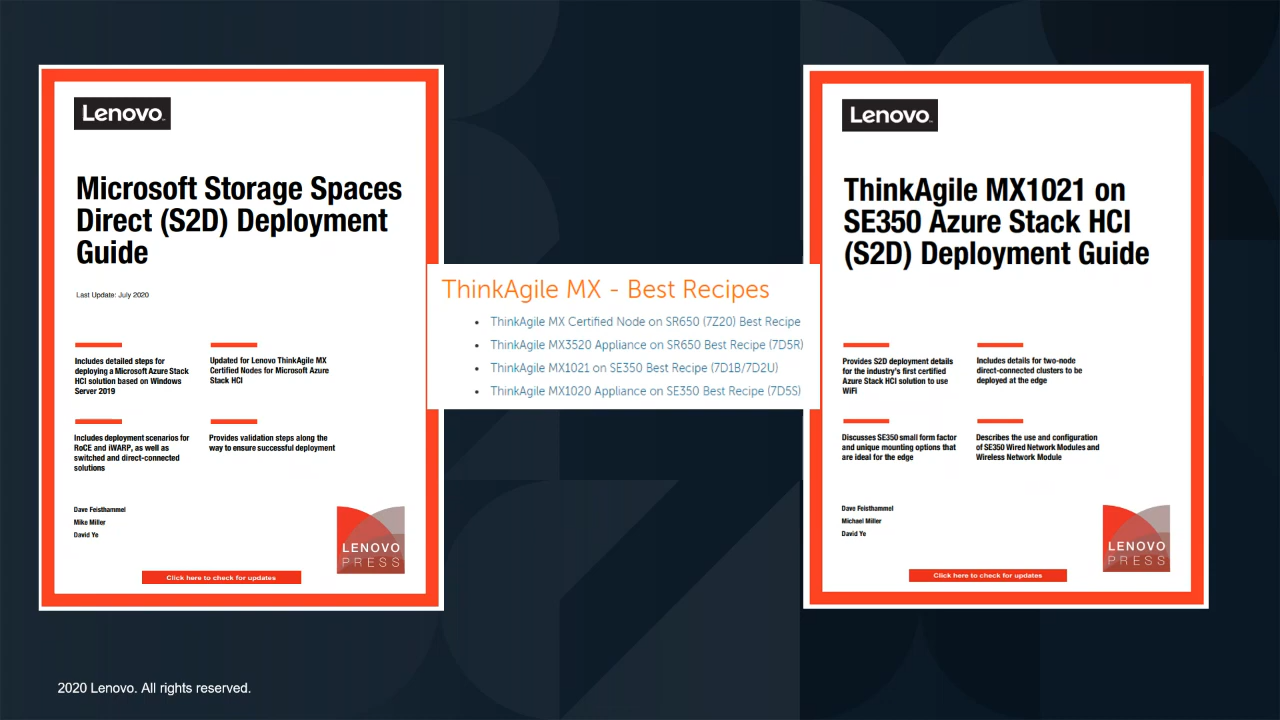 Lenovo
Microsoft Storage Spaces
Direct (S2D) Deployment
Guide
Last Update: July 2020
Includes detailed steps for
deploying a Microsoft Azure Stack
HCI solution based on Windows
Server 2019
Updated for Lenovo ThinkAgile MX
Certified Nodes for Microsoft Azure
Stack HCI
Includes deployment scenarios for
RoCE and iWARP, as well as
switched and direct-connected
solutions
Provides validation steps along the
way to ensure successful deployment
Dave Feisthammel
Mike Miller
David Ye
LENOVO
PRESS
Click here to check for updates
ThinkAgile MX - Best Recipes
• ThinkAgile MX Certified Node on SR650 (7Z20) Best Recipe
• ThinkAgile MX3520 Appliance on SR650 Best Recipe (7D5R)
• ThinkAgile MX1021 on SE350 Best Recipe (7D1B/7D2U)
• ThinkAgile MX1020 Appliance on SE350 Best Recipe (7D5S)
Lenovo
ThinkAgile MX1021 on
SE350 Azure Stack HCI
(S2D) Deployment Guide
Provides S2D deployment details
for the industry's first certified
Azure Stack HCI solution to use
WiFi
Includes details for two-node
direct-connected clusters to be
deployed at the edge
Discusses SE350 small form factor
and unique mounting options that
are ideal for the edge
Describes the use and configuration
of SE350 Wired Network Modules and
Wireless Network Module
Dave Feisthammel
Michael Miller
David Ye
LENOVO
PRESS
Click here to check for updates
2020 Lenovo. All rights reserved.